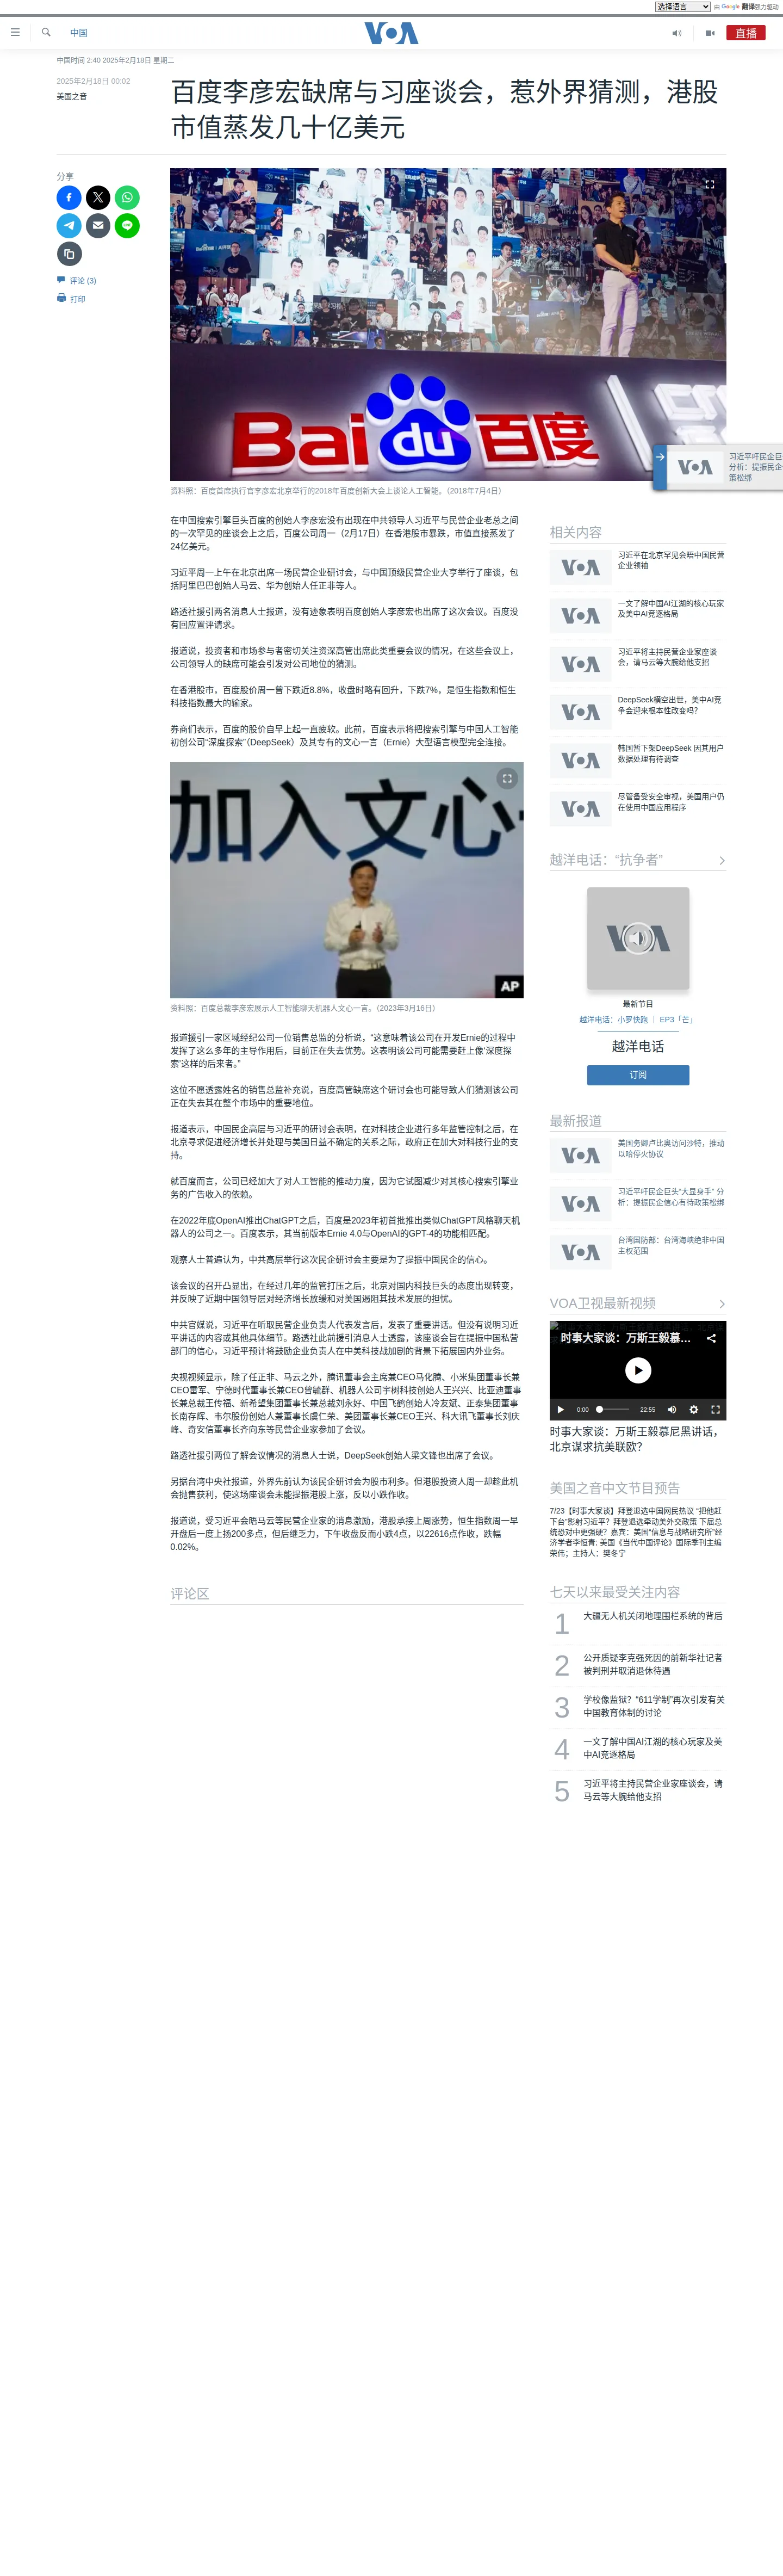 选择语言 由 Google 翻译强力驱动
中国
VOA
直播
中国时间 2:40 2025年2月18日 星期二
2025年2月18日 00:02
美国之音
百度李彦宏缺席与习座谈会，惹外界猜测，港股
市值蒸发几十亿美元
分享
评论 (3)
打印
Bai du 百度
资料照：百度首席执行官李彦宏北京举行的2018年百度创新大会上谈论人工智能。（2018年7月4日）
VOA
习近平吁民企巨
分析：提振民企
策松绑
在中国搜索引擎巨头百度的创始人李彦宏没有出现在中共领导人习近平与民营企业老总之间
的一次罕见的座谈会上之后，百度公司周一（2月17日）在香港股市暴跌，市值直接蒸发了
24亿美元。
习近平周一上午在北京出席一场民营企业研讨会，与中国顶级民营企业大亨举行了座谈，包
括阿里巴巴创始人马云、华为创始人任正非等人。
路透社援引两名消息人士报道，没有迹象表明百度创始人李彦宏也出席了这次会议。百度没
有回应置评请求。
报道说，投资者和市场参与者密切关注资深高管出席此类重要会议的情况，在这些会议上，
公司领导人的缺席可能会引发对公司地位的猜测。
在香港股市，百度股价周一曾下跌近8.8%，收盘时略有回升，下跌7%，是恒生指数和恒生
科技指数最大的输家。
券商们表示，百度的股价自早上起一直疲软。此前，百度表示将把搜索引擎与中国人工智能
初创公司“深度探索”（DeepSeek）及其专有的文心一言（Ernie）大型语言模型完全连接。
加入文心
AP
资料照：百度总裁李彦宏展示人工智能聊天机器人文心一言。（2023年3月16日）
报道援引一家区域经纪公司一位销售总监的分析说，“这意味着该公司在开发Ernie的过程中
发挥了这么多年的主导作用后，目前正在失去优势。这表明该公司可能需要赶上像‘深度探
索’这样的后来者。”
这位不愿透露姓名的销售总监补充说，百度高管缺席这个研讨会也可能导致人们猜测该公司
正在失去其在整个市场中的重要地位。
报道表示，中国民企高层与习近平的研讨会表明，在对科技企业进行多年监管控制之后，在
北京寻求促进经济增长并处理与美国日益不确定的关系之际，政府正在加大对科技行业的支
持。
就百度而言，公司已经加大了对人工智能的推动力度，因为它试图减少对其核心搜索引擎业
务的广告收入的依赖。
在2022年底OpenAI推出ChatGPT之后，百度是2023年初首批推出类似ChatGPT风格聊天机
器人的公司之一。百度表示，其当前版本Ernie 4.0与OpenAI的GPT-4的功能相匹配。
观察人士普遍认为，中共高层举行这次民企研讨会主要是为了提振中国民企的信心。
该会议的召开凸显出，在经过几年的监管打压之后，北京对国内科技巨头的态度出现转变，
并反映了近期中国领导层对经济增长放缓和对美国遏阻其技术发展的担忧。
中共官媒说，习近平在听取民营企业负责人代表发言后，发表了重要讲话。但没有说明习近
平讲话的内容或其他具体细节。路透社此前援引消息人士透露，该座谈会旨在提振中国私营
部门的信心，习近平预计将鼓励企业负责人在中美科技战加剧的背景下拓展国内外业务。
央视视频显示，除了任正非、马云之外，腾讯董事会主席兼CEO马化腾、小米集团董事长兼
CEO雷军、宁德时代董事长兼CEO曾毓群、机器人公司宇树科技创始人王兴兴、比亚迪董事
长兼总裁王传福、新希望集团董事长兼总裁刘永好、中国飞鹤创始人冷友斌、正泰集团董事
长南存辉、韦尔股份创始人兼董事长虞仁荣、美团董事长兼CEO王兴、科大讯飞董事长刘庆
峰、奇安信董事长齐向东等民营企业家参加了会议。
路透社援引两位了解会议情况的消息人士说，DeepSeek创始人梁文锋也出席了会议。
另据台湾中央社报道，外界先前认为该民企研讨会为股市利多。但港股投资人周一却趁此机
会抛售获利，使这场座谈会未能提振港股上涨，反以小跌作收。
报道说，受习近平会晤马云等民营企业家的消息激励，港股承接上周涨势，恒生指数周一早
开盘后一度上扬200多点，但后继乏力，下午收盘反而小跌4点，以22616点作收，跌幅
0.02%。
评论区
相关内容
VOA
习近平在北京罕见会晤中国民营
企业领袖
VOA
一文了解中国AI江湖的核心玩家
及美中AI竞逐格局
VOA
习近平将主持民营企业家座谈
会，请马云等大腕给他支招
VOA
DeepSeek横空出世，美中AI竞
争会迎来根本性改变吗？
VOA
韩国暂下架DeepSeek 因其用户
数据处理有待调查
VOA
尽管备受安全审视，美国用户仍
在使用中国应用程序
越洋电话：“抗争者”
VOA
最新节目
越洋电话：小罗快跑 ｜ EP3「芒」
越洋电话
订阅
最新报道
VOA
美国务卿卢比奥访问沙特，推动
以哈停火协议
VOA
习近平吁民企巨头“大显身手” 分
析：提振民企信心有待政策松绑
VOA
台湾国防部：台湾海峡绝非中国
主权范围
VOA卫视最新视频
时事大家谈：万斯王毅慕…
0:00 22:55
时事大家谈：万斯王毅慕尼黑讲话，
北京谋求抗美联欧？
美国之音中文节目预告
7/23【时事大家谈】拜登退选中国网民热议 “把他赶
下台”影射习近平？拜登退选牵动美外交政策 下届总
统恐对中更强硬？嘉宾：美国“信息与战略研究所”经
济学者李恒青; 美国《当代中国评论》国际季刊主编
荣伟；主持人：樊冬宁
七天以来最受关注内容
1 大疆无人机关闭地理围栏系统的背后
2 公开质疑李克强死因的前新华社记者
被判刑并取消退休待遇
3 学校像监狱？“611学制”再次引发有关
中国教育体制的讨论
4 一文了解中国AI江湖的核心玩家及美
中AI竞逐格局
5 习近平将主持民营企业家座谈会，请
马云等大腕给他支招